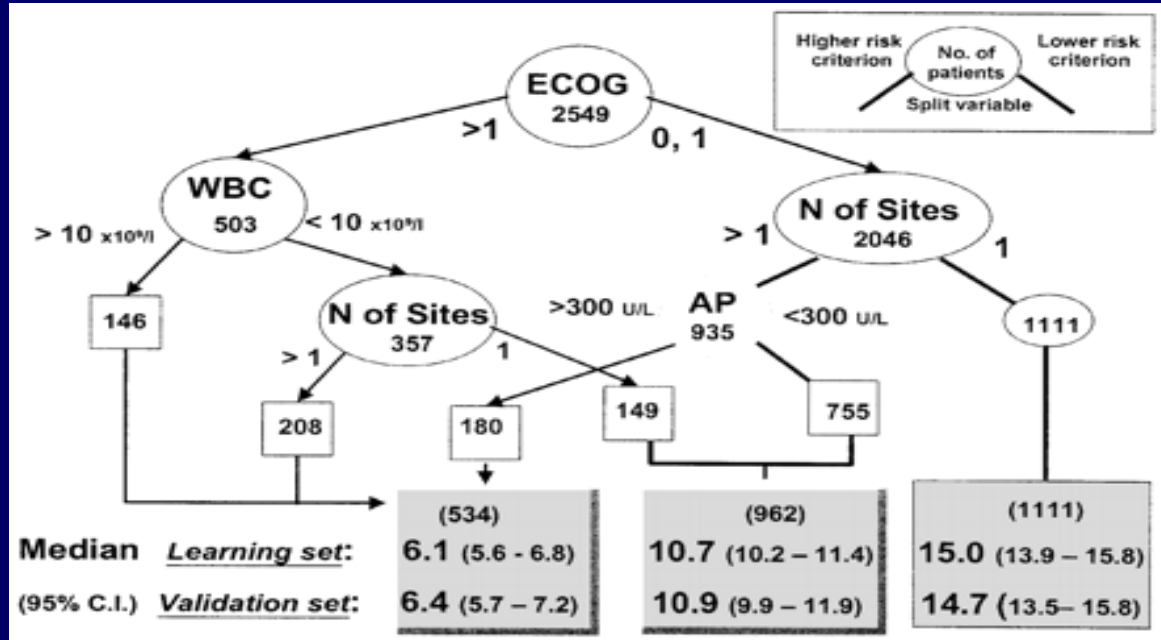 Higher risk criterion
No. of patients
Lower risk criterion
Split variable
ECOG
2549
>1
0, 1
WBC
503
> 10 x10⁹/l
< 10 x10⁹/l
N of Sites
2046
> 1
1
146
N of Sites
357
> 1
1
>300 U/L
AP
935
<300 U/L
1111
208
180
149
755
(534)
(962)
(1111)
Median Learning set: 6.1 (5.6 - 6.8) 10.7 (10.2 – 11.4) 15.0 (13.9 – 15.8)
(95% C.I.) Validation set: 6.4 (5.7 – 7.2) 10.9 (9.9 – 11.9) 14.7 (13.5– 15.8)